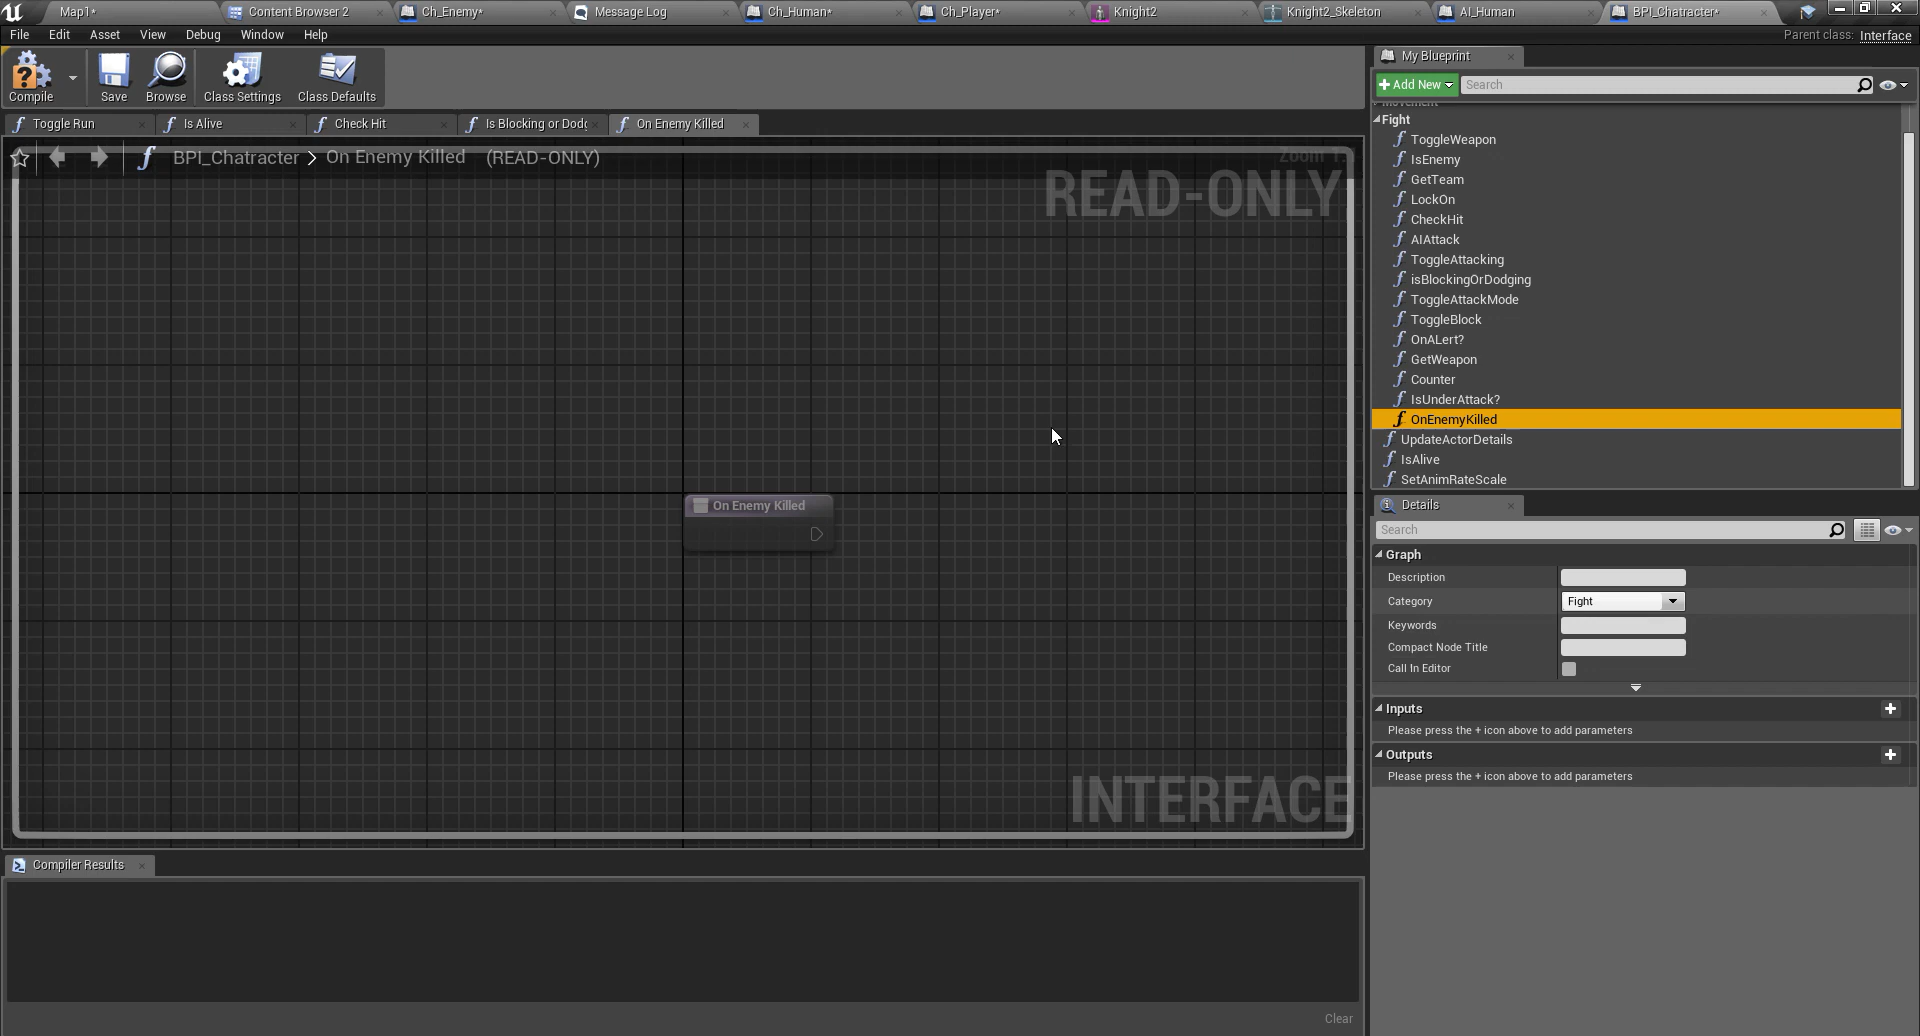 Map1*
Content Browser 2
Ch_Enemy*
Message Log
Ch_Human*
Ch_Player*
Knight2
Knight2_Skeleton
AI_Human
BPI_Chatracter*
File Edit Asset View Debug Window Help
Parent class: Interface
Compile
Save
Browse
Class Settings
Class Defaults
Toggle Run
Is Alive
Check Hit
Is Blocking or Dodg
On Enemy Killed
BPI_Chatracter > On Enemy Killed (READ-ONLY)
Zoom 1:1
READ-ONLY
On Enemy Killed
INTERFACE
Compiler Results
Clear
My Blueprint
+ Add New
Search
Movement
Fight
ToggleWeapon
IsEnemy
GetTeam
LockOn
CheckHit
AIAttack
ToggleAttacking
isBlockingOrDodging
ToggleAttackMode
ToggleBlock
OnALert?
GetWeapon
Counter
IsUnderAttack?
OnEnemyKilled
UpdateActorDetails
IsAlive
SetAnimRateScale
Details
Search
Graph
Description
Category Fight
Keywords
Compact Node Title
Call In Editor
Inputs
Please press the + icon above to add parameters
Outputs
Please press the + icon above to add parameters